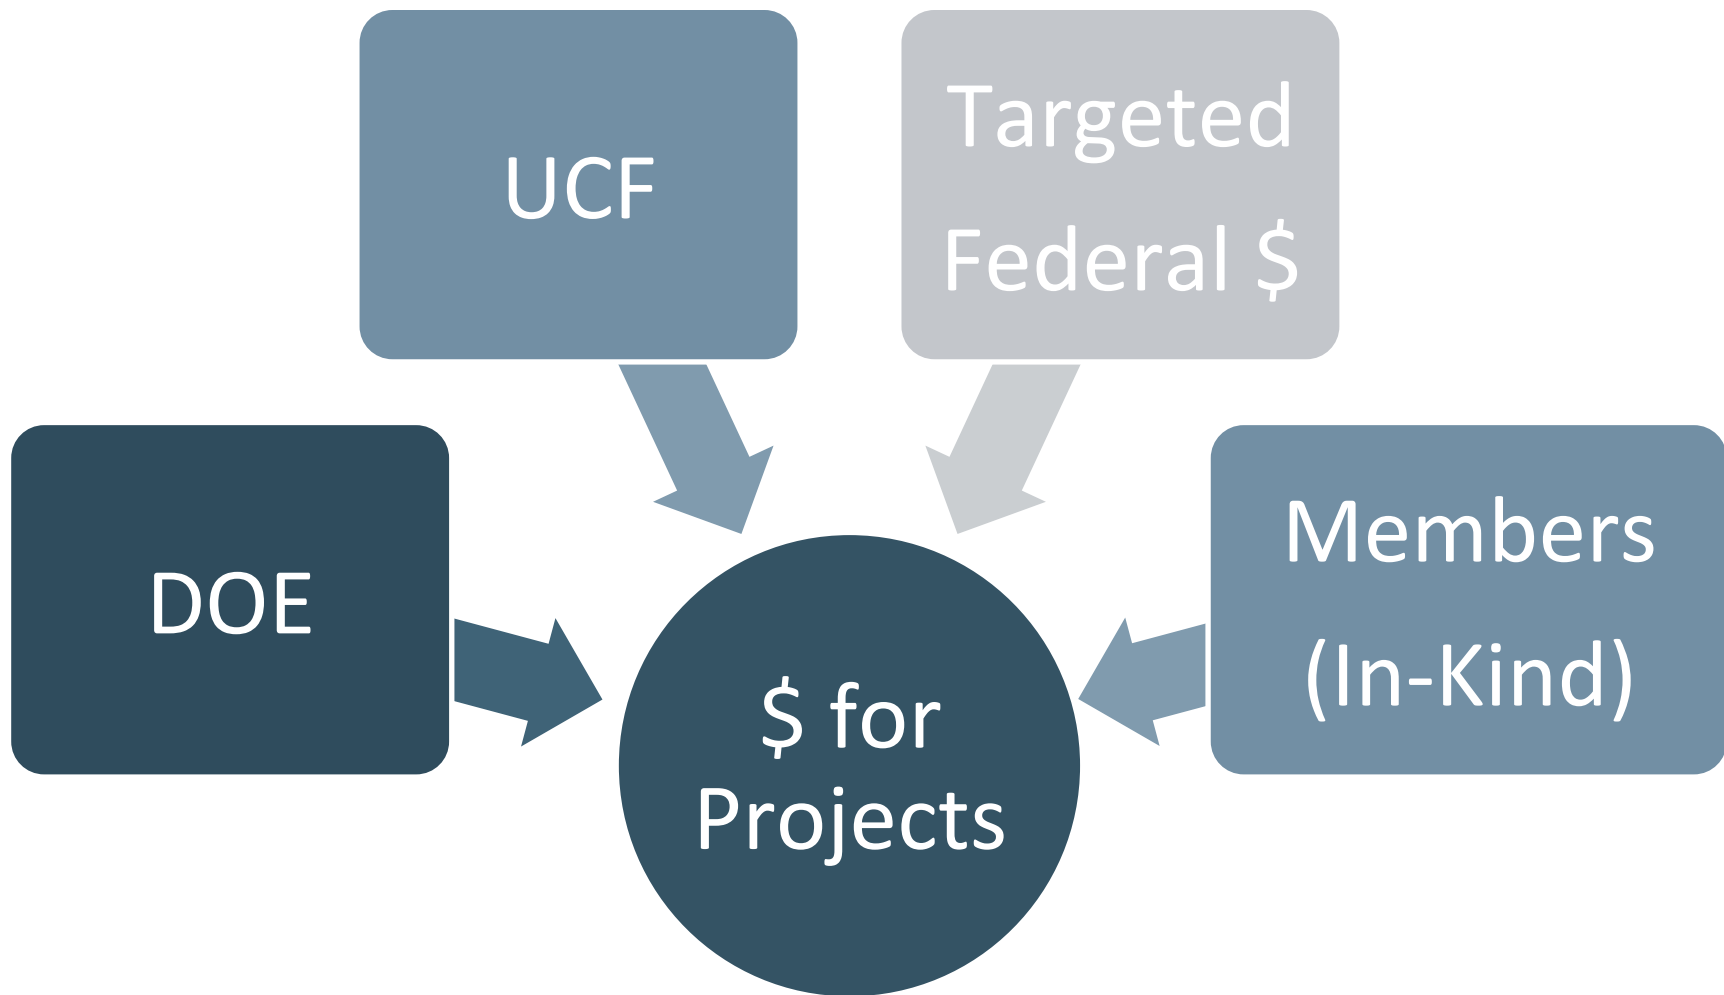 UCF
Targeted
Federal $
DOE
Members
(In-Kind)
$ for
Projects